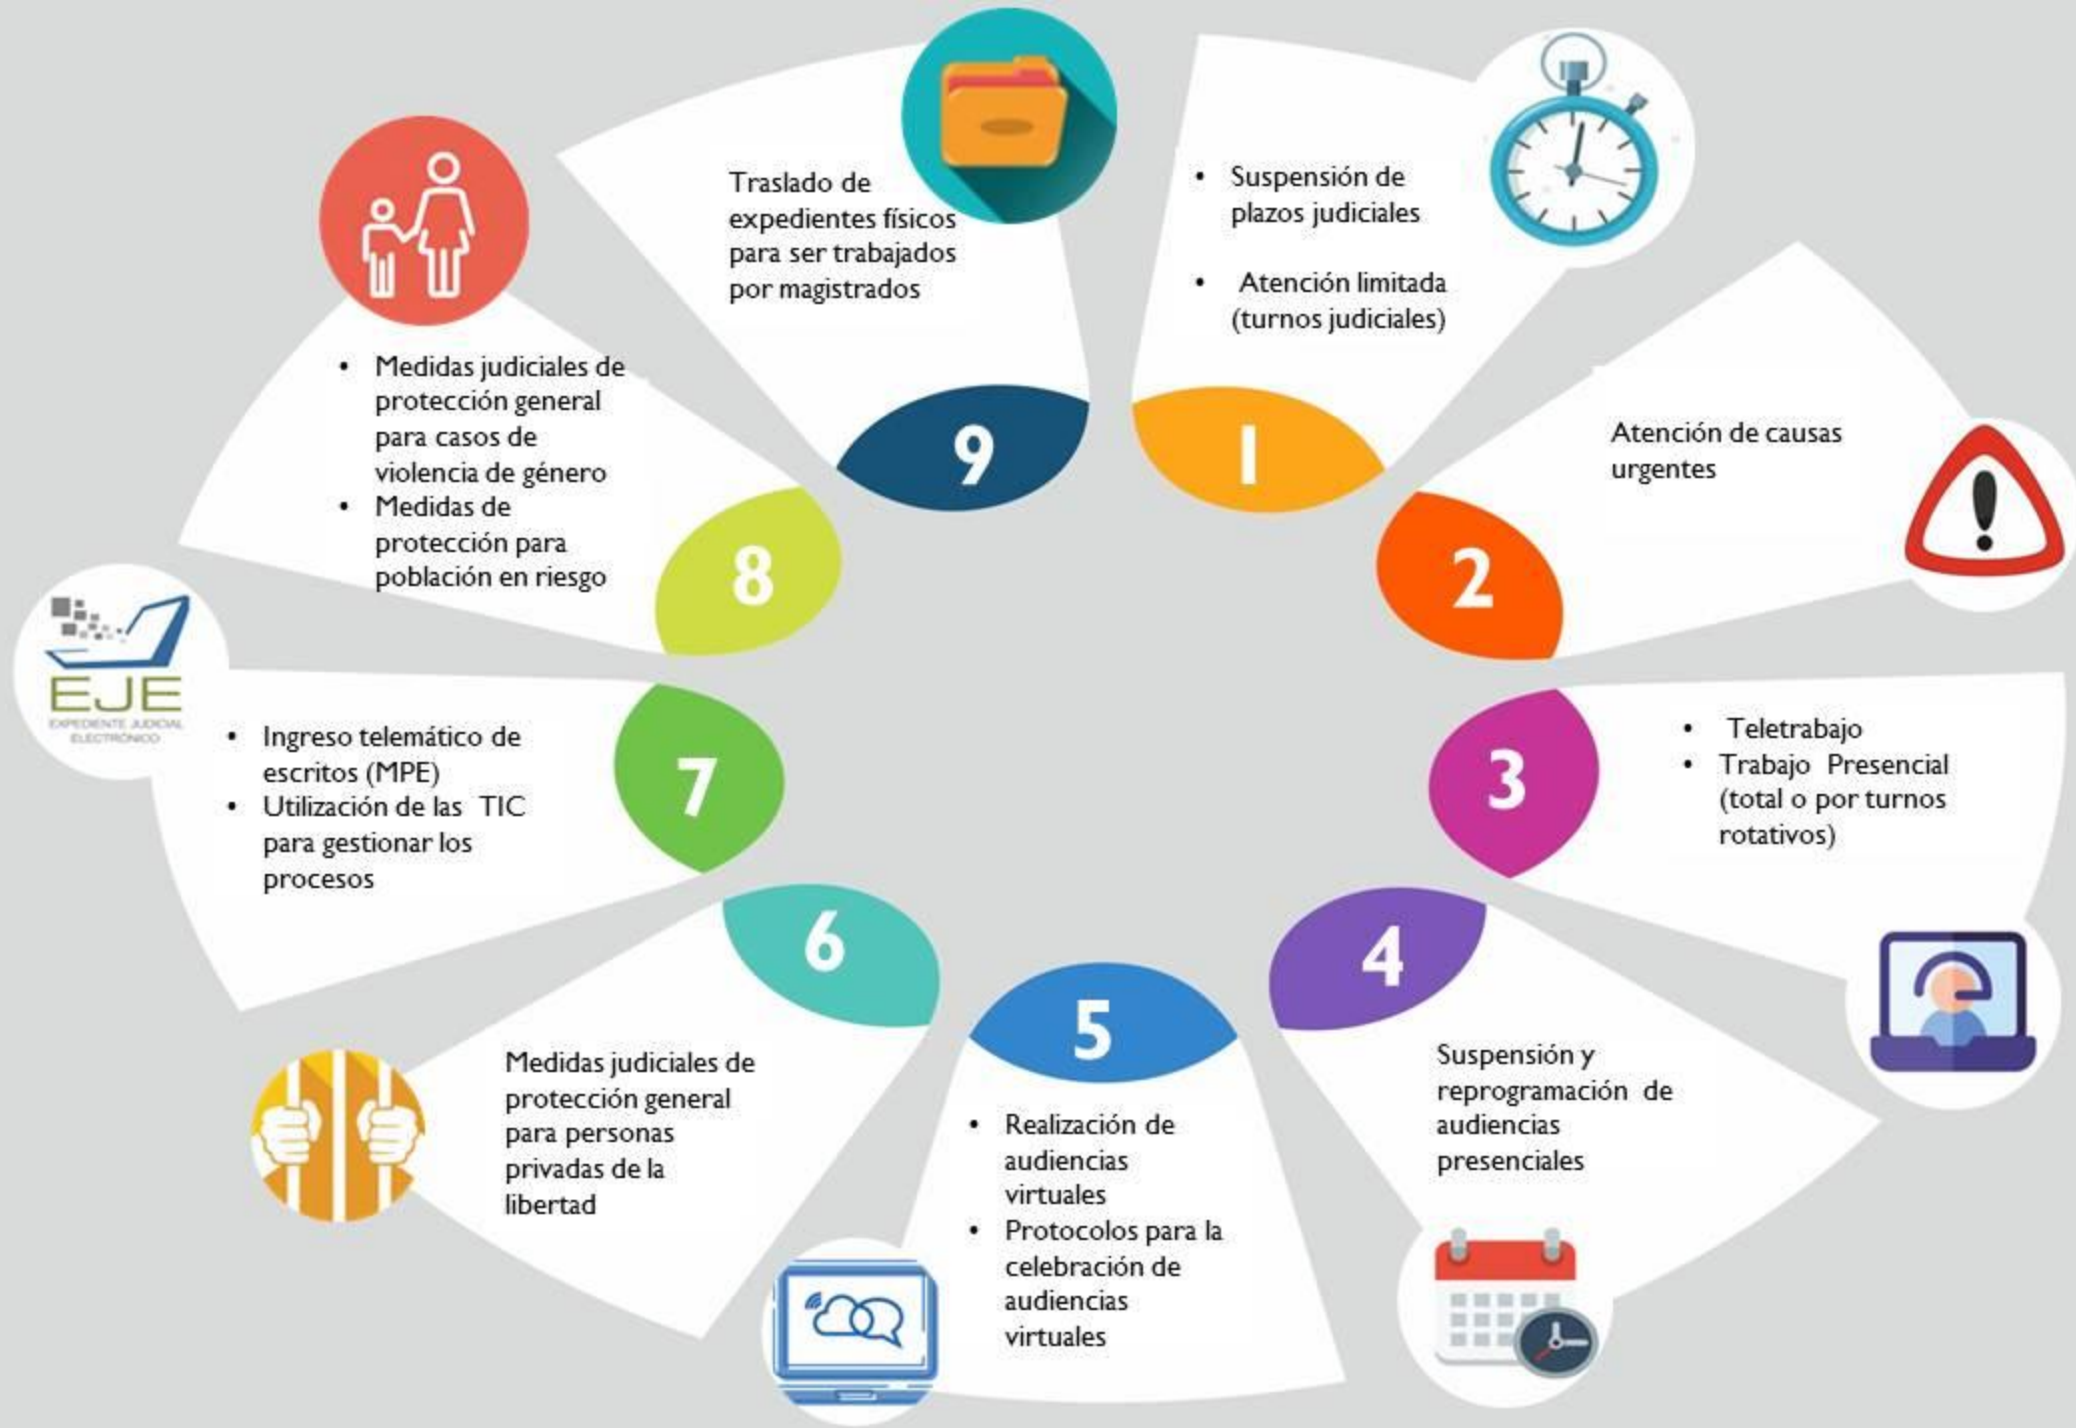 1
• Suspensión de
plazos judiciales
• Atención limitada
(turnos judiciales)
2
Atención de causas
urgentes
3
• Teletrabajo
• Trabajo Presencial
(total o por turnos
rotativos)
4
Suspensión y
reprogramación de
audiencias
presenciales
5
• Realización de
audiencias
virtuales
• Protocolos para la
celebración de
audiencias
virtuales
6
Medidas judiciales de
protección general
para personas
privadas de la
libertad
7
• Ingreso telemático de
escritos (MPE)
• Utilización de las TIC
para gestionar los
procesos
EJE
EXPEDIENTE JUDICIAL
ELECTRÓNICO
8
• Medidas judiciales de
protección general
para casos de
violencia de género
• Medidas de
protección para
población en riesgo
9
Traslado de
expedientes físicos
para ser trabajados
por magistrados